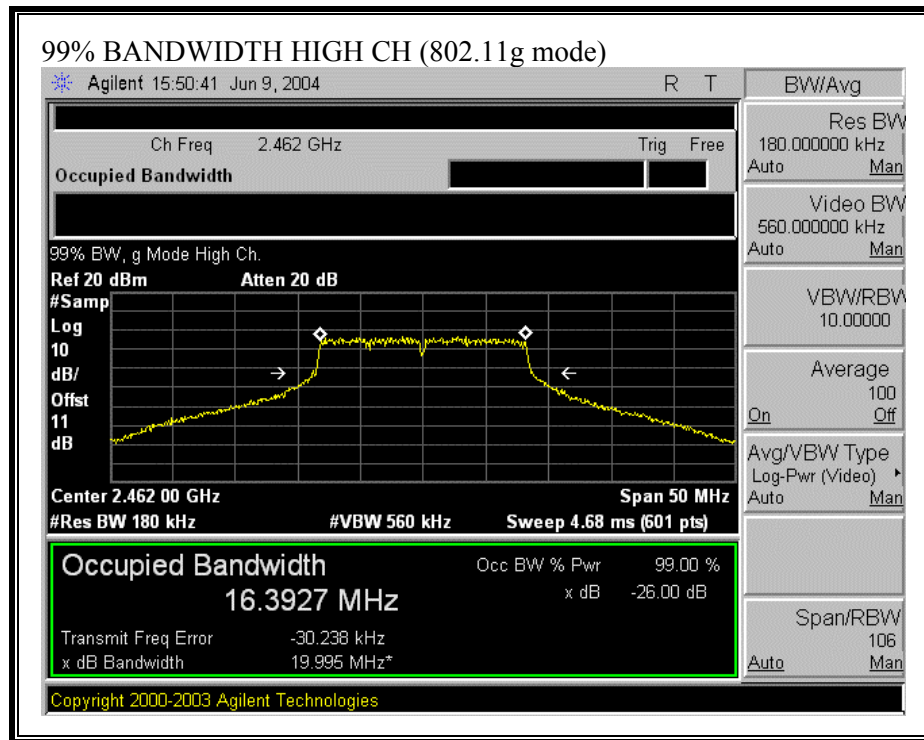 99% BANDWIDTH HIGH CH (802.11g mode)
Agilent 15:50:41 Jun 9, 2004 R T
BW/Avg
Ch Freq 2.462 GHz Trig Free
Occupied Bandwidth
99% BW, g Mode High Ch.
Ref 20 dBm Atten 20 dB
#Samp
Log
10
dB/
Offst
11
dB
Center 2.462 00 GHz Span 50 MHz
#Res BW 180 kHz #VBW 560 kHz Sweep 4.68 ms (601 pts)
Occupied Bandwidth Occ BW % Pwr 99.00 %
16.3927 MHz x dB -26.00 dB
Transmit Freq Error -30.238 kHz
x dB Bandwidth 19.995 MHz*
Copyright 2000-2003 Agilent Technologies
Res BW
180.000000 kHz
Auto Man
Video BW
560.000000 kHz
Auto Man
VBW/RBW
10.00000
Average
100
On Off
Avg/VBW Type
Log-Pwr (Video)
Auto Man
Span/RBW
106
Auto Man